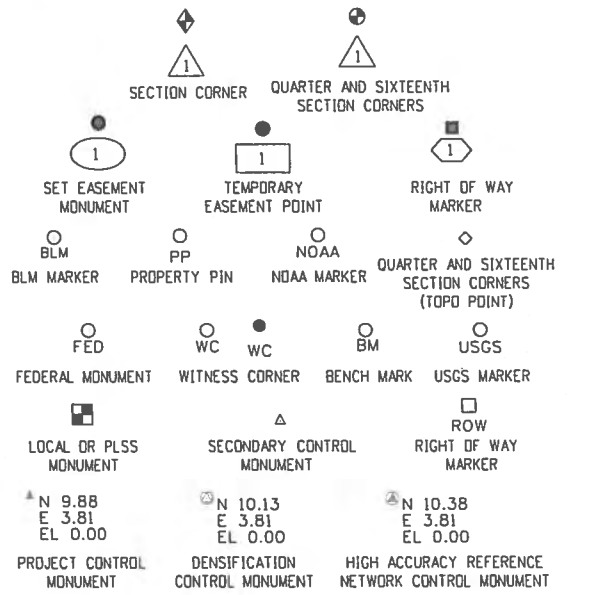 1
1
SECTION CORNER
QUARTER AND SIXTEENTH
SECTION CORNERS
1
1
1
SET EASEMENT
MONUMENT
TEMPORARY
EASEMENT POINT
RIGHT OF WAY
MARKER
BLM
BLM MARKER
PP
PROPERTY PIN
NOAA
NOAA MARKER
QUARTER AND SIXTEENTH
SECTION CORNERS
(TOPO POINT)
FED
FEDERAL MONUMENT
WC
WC
WITNESS CORNER
BM
BENCH MARK
USGS
USGS MARKER
LOCAL OR PLSS
MONUMENT
SECONDARY CONTROL
MONUMENT
ROW
RIGHT OF WAY
MARKER
N 9.88
E 3.81
EL 0.00
PROJECT CONTROL
MONUMENT
N 10.13
E 3.81
EL 0.00
DENSIFICATION
CONTROL MONUMENT
N 10.38
E 3.81
EL 0.00
HIGH ACCURACY REFERENCE
NETWORK CONTROL MONUMENT